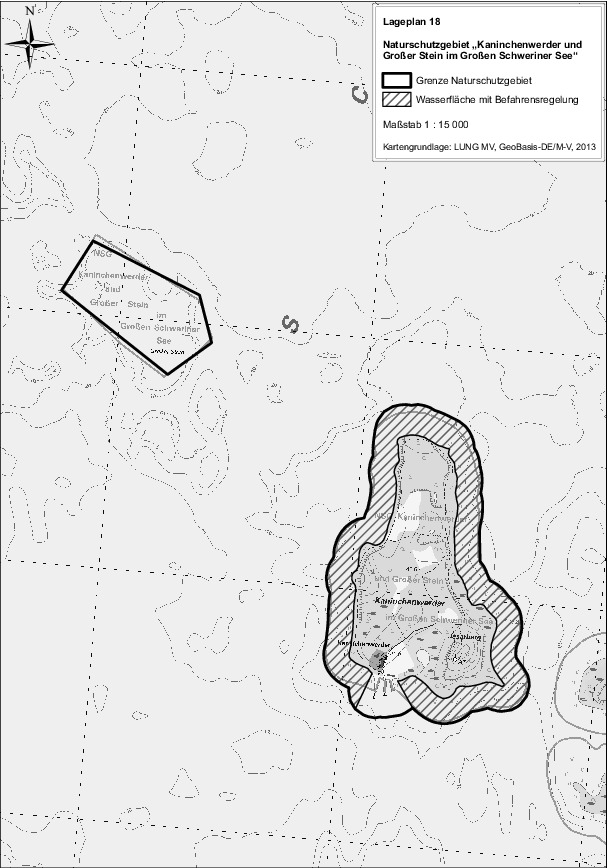 N
Lageplan 18
Naturschutzgebiet „Kaninchenwerder und
Großer Stein im Großen Schweriner See"
Grenze Naturschutzgebiet
Wasserfläche mit Befahrensregelung
Maßstab 1 : 15 000
Kartengrundlage: LUNG MV, GeoBasis-DE/M-V, 2013
C
NSG
Kaninchenwerder
und
Großer Stein
im
Großen Schweriner
See
Großer Stein
S
NSG Kaninchenwerder
und Großer Stein
Kaninchenwerder
im Großen Schweriner See
Kaninchenwerder
Jesarberg